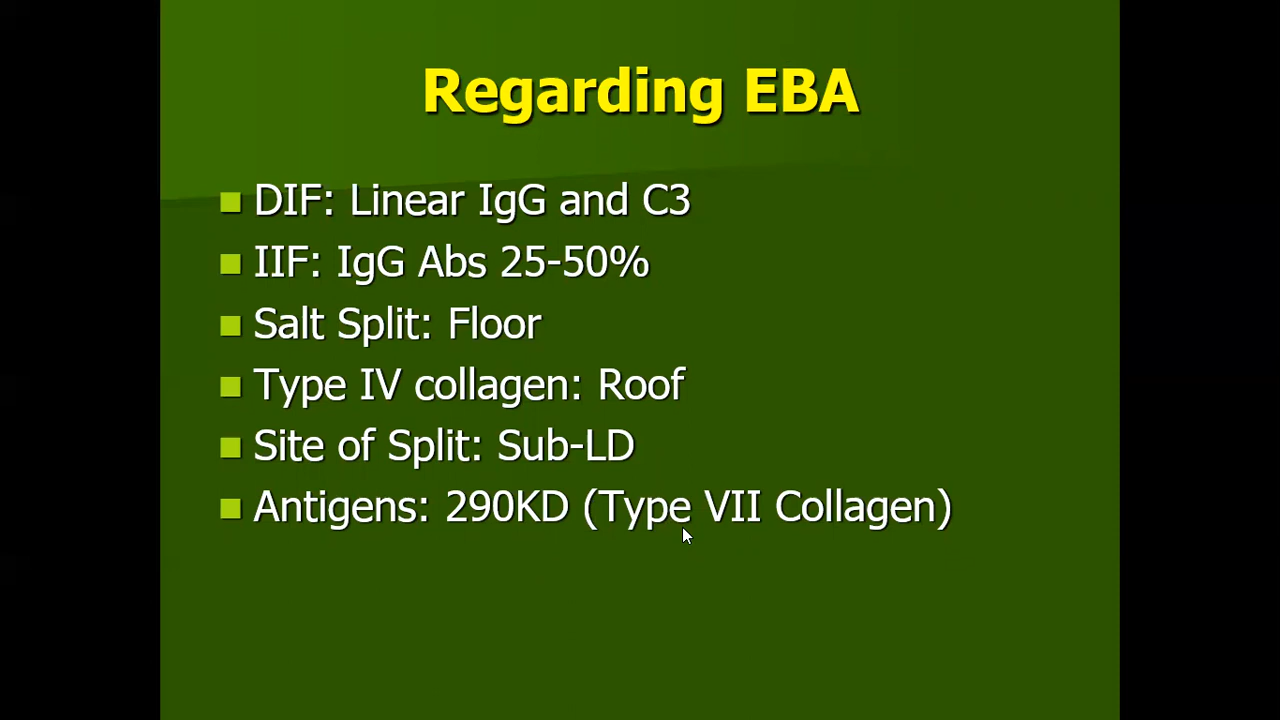 Regarding EBA
DIF: Linear IgG and C3
IIF: IgG Abs 25-50%
Salt Split: Floor
Type IV collagen: Roof
Site of Split: Sub-LD
Antigens: 290KD (Type VII Collagen)